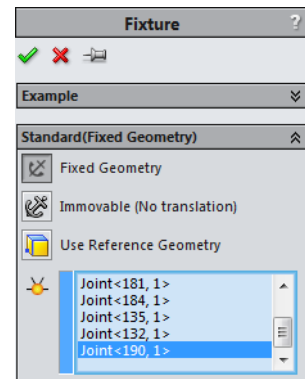 Fixture ?
Example
Standard(Fixed Geometry)
Fixed Geometry
Immovable (No translation)
Use Reference Geometry
Joint<181, 1>
Joint<184, 1>
Joint<135, 1>
Joint<132, 1>
Joint<190, 1>